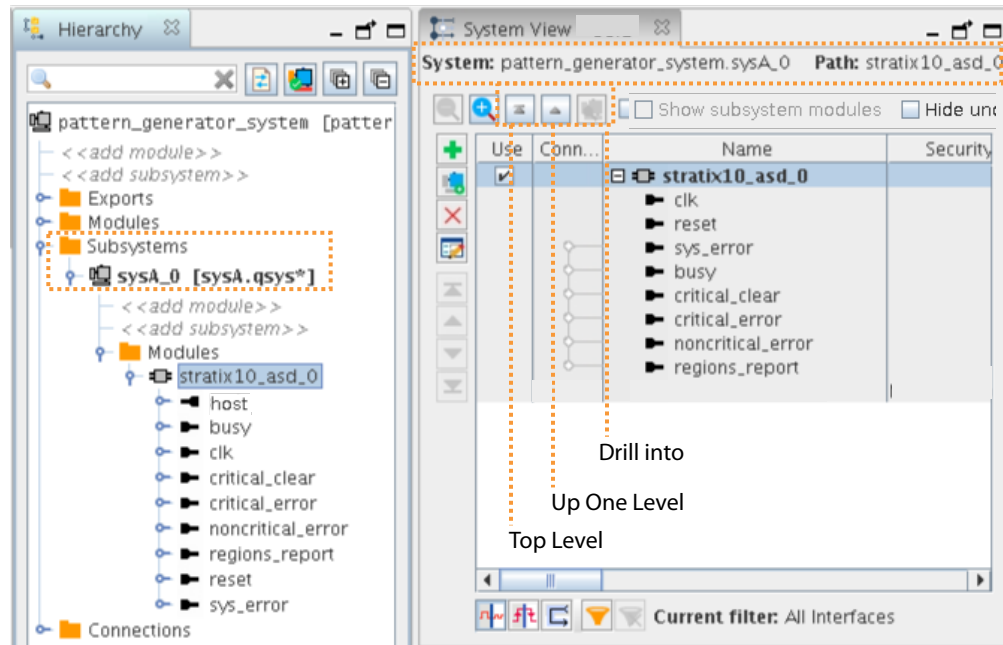 Hierarchy
pattern_generator_system [patter
<<add module>>
<<add subsystem>>
Exports
Modules
Subsystems
sysA_0 [sysA.qsys*]
<<add module>>
<<add subsystem>>
Modules
stratix10_asd_0
host
busy
clk
critical_clear
critical_error
noncritical_error
regions_report
reset
sys_error
Connections
System View
System: pattern_generator_system.sysA_0 Path: stratix10_asd_0
Show subsystem modules Hide unc
Use Conn... Name Security
stratix10_asd_0
clk
reset
sys_error
busy
critical_clear
critical_error
noncritical_error
regions_report
Drill into
Up One Level
Top Level
Current filter: All Interfaces